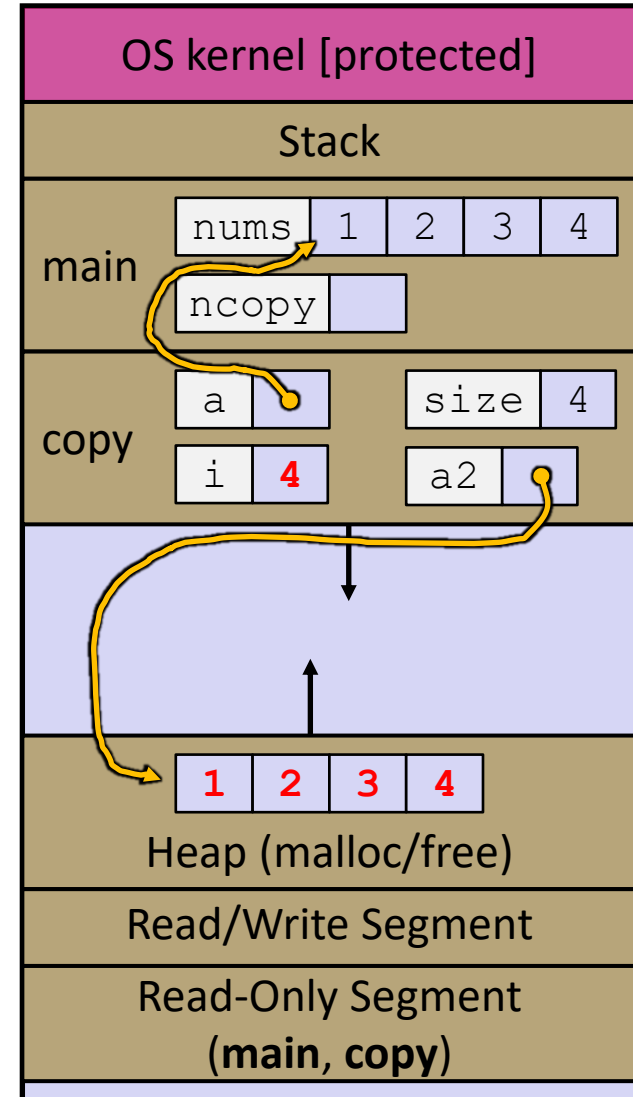 OS kernel [protected]
Stack
main
nums 1 2 3 4
ncopy
copy
a size 4
i 4 a2
1 2 3 4
Heap (malloc/free)
Read/Write Segment
Read-Only Segment
(main, copy)